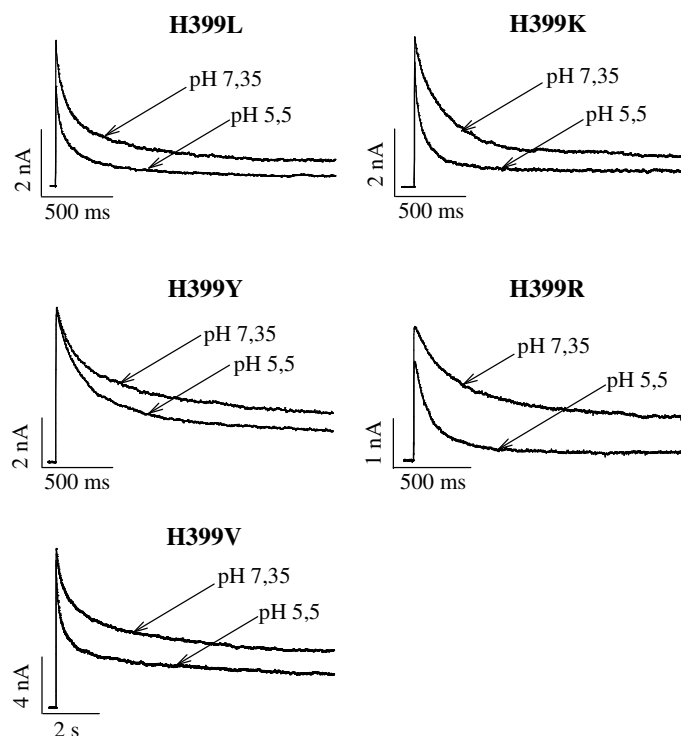 H399L
pH 7,35
pH 5,5
2 nA
500 ms
H399K
pH 7,35
pH 5,5
2 nA
500 ms
H399Y
pH 7,35
pH 5,5
2 nA
500 ms
H399R
pH 7,35
pH 5,5
1 nA
500 ms
H399V
pH 7,35
pH 5,5
4 nA
2 s